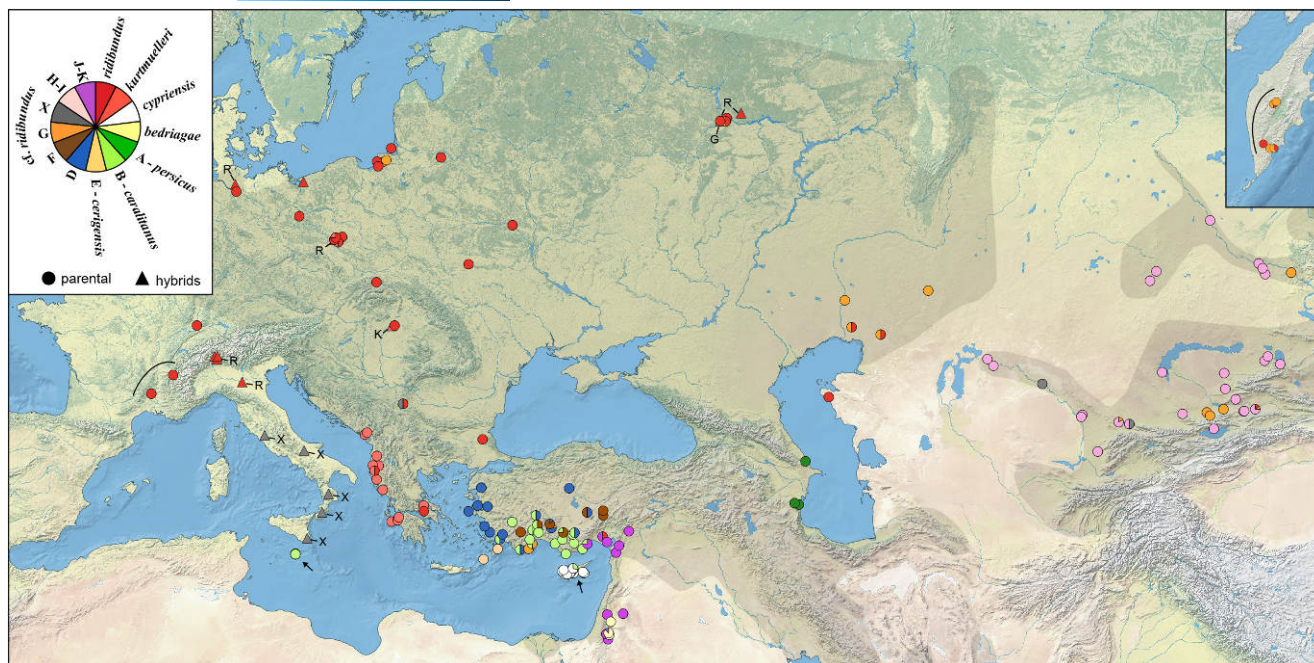 ridibundus
kurtmuelleri
cypriensis
bedriagae
A - persicus
B - caralitanus
E - cerigensis
D
F
G
X
H-I
J-K
cf. ridibundus
parental
hybrids
R
G
R
R
K
R
R
X
X
X
X
X